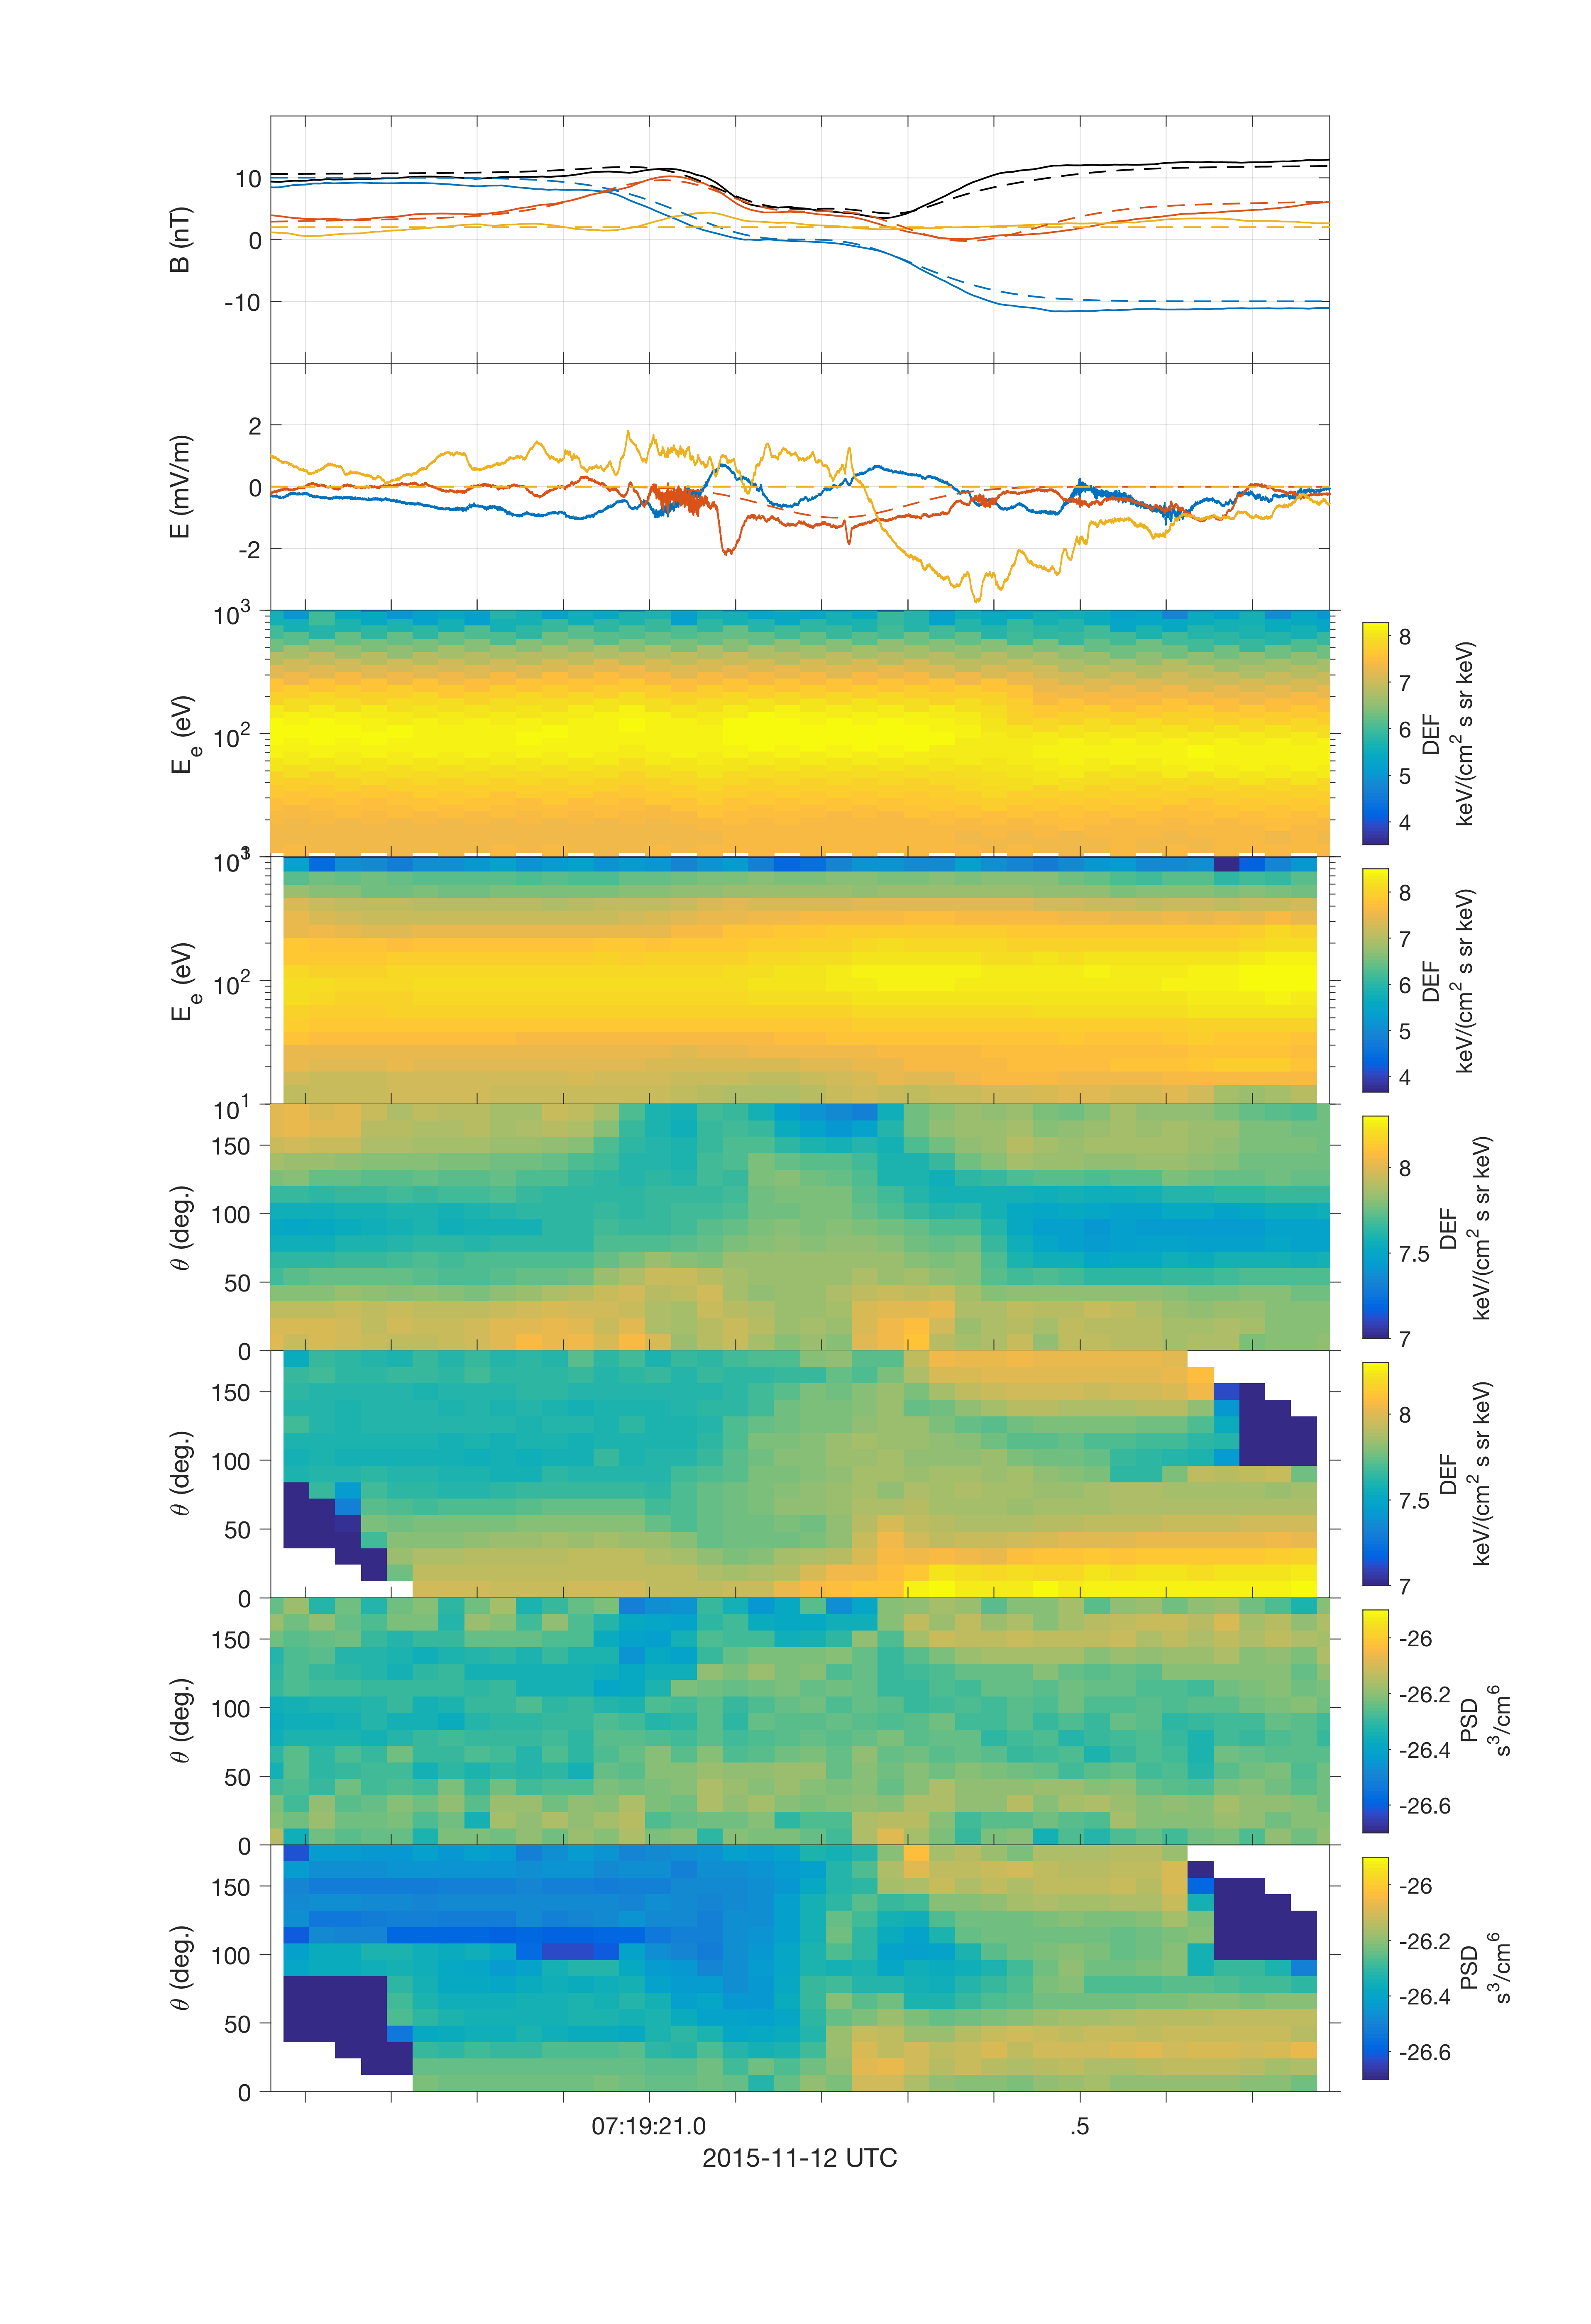 10
0
-10
B (nT)
2
0
-2
E (mV/m)
10³
10²
E_e (eV)
8
7
6
5
4
DEF
keV/(cm² s sr keV)
10³
10²
10¹
E_e (eV)
8
7
6
5
4
DEF
keV/(cm² s sr keV)
150
100
50
0
θ (deg.)
8
7.5
7
DEF
keV/(cm² s sr keV)
150
100
50
0
θ (deg.)
8
7.5
7
DEF
keV/(cm² s sr keV)
150
100
50
0
θ (deg.)
-26
-26.2
-26.4
-26.6
PSD
s³/cm⁶
150
100
50
0
θ (deg.)
-26
-26.2
-26.4
-26.6
PSD
s³/cm⁶
07:19:21.0
.5
2015-11-12 UTC